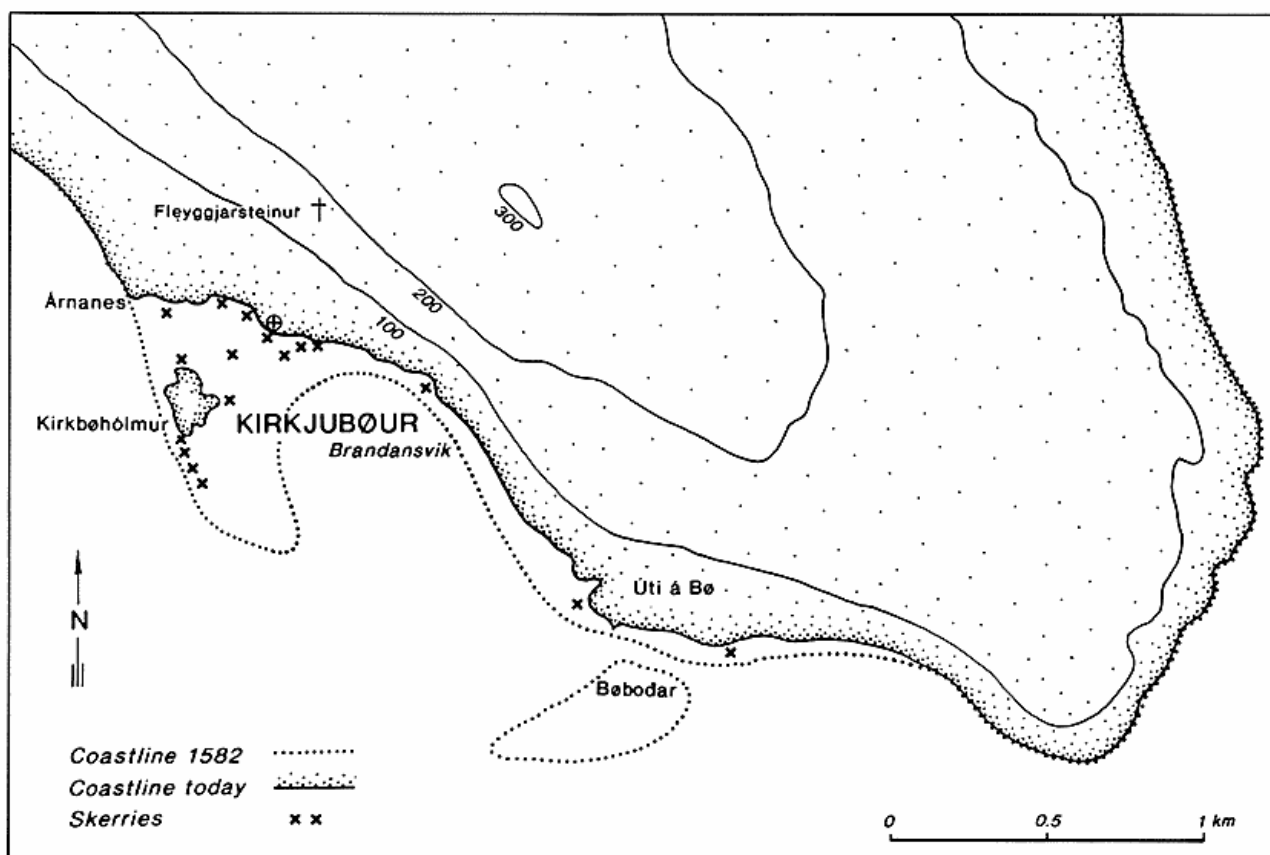 Fleyggjarsteinur
300
200
100
Árnanes
Kirkbøhólmur
KIRKJUBØUR
Brandansvik
N
Úti á Bø
Bøbodar
Coastline 1582
Coastline today
Skerries
0 0.5 1 km